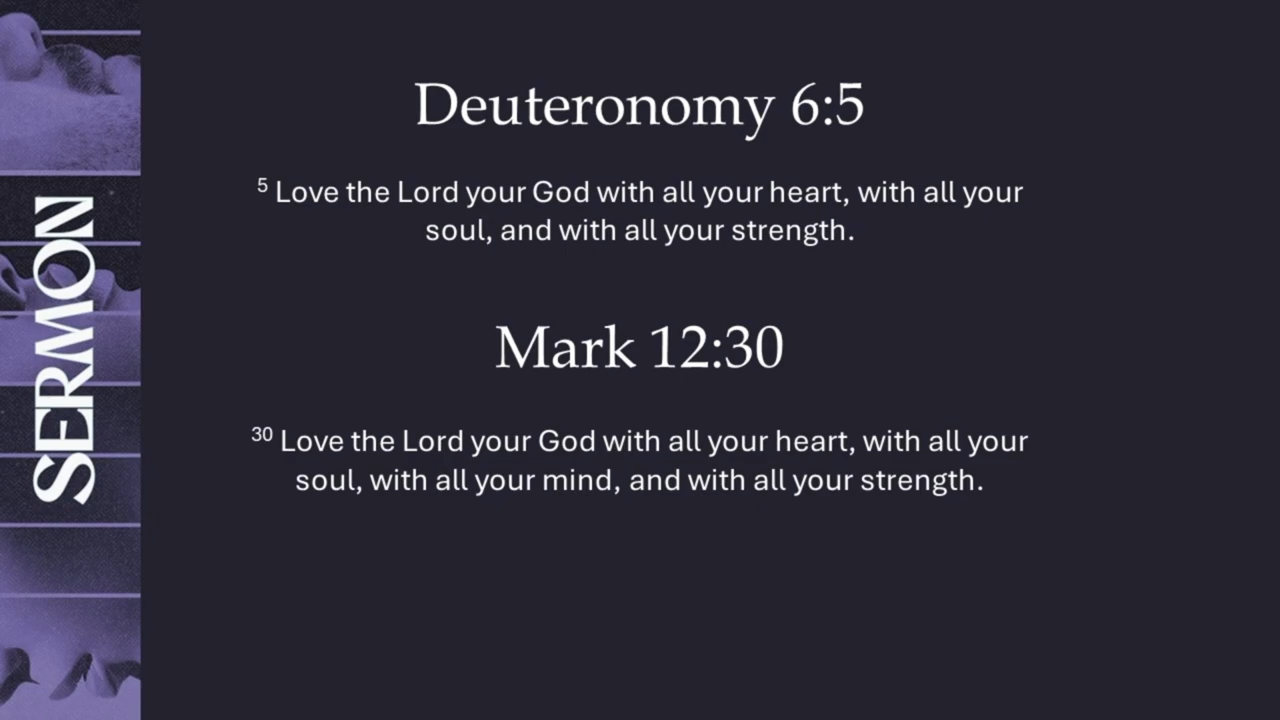 SERMON
Deuteronomy 6:5
5 Love the Lord your God with all your heart, with all your
soul, and with all your strength.
Mark 12:30
30 Love the Lord your God with all your heart, with all your
soul, with all your mind, and with all your strength.